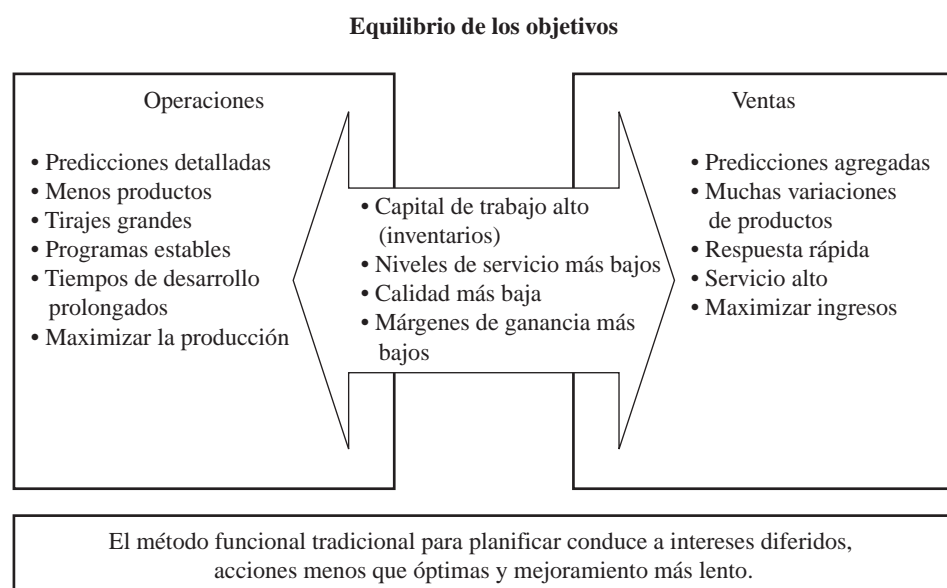 Equilibrio de los objetivos
Operaciones
• Predicciones detalladas
• Menos productos
• Tirajes grandes
• Programas estables
• Tiempos de desarrollo
prolongados
• Maximizar la producción
• Capital de trabajo alto
(inventarios)
• Niveles de servicio más bajos
• Calidad más baja
• Márgenes de ganancia más
bajos
Ventas
• Predicciones agregadas
• Muchas variaciones
de productos
• Respuesta rápida
• Servicio alto
• Maximizar ingresos
El método funcional tradicional para planificar conduce a intereses diferidos,
acciones menos que óptimas y mejoramiento más lento.